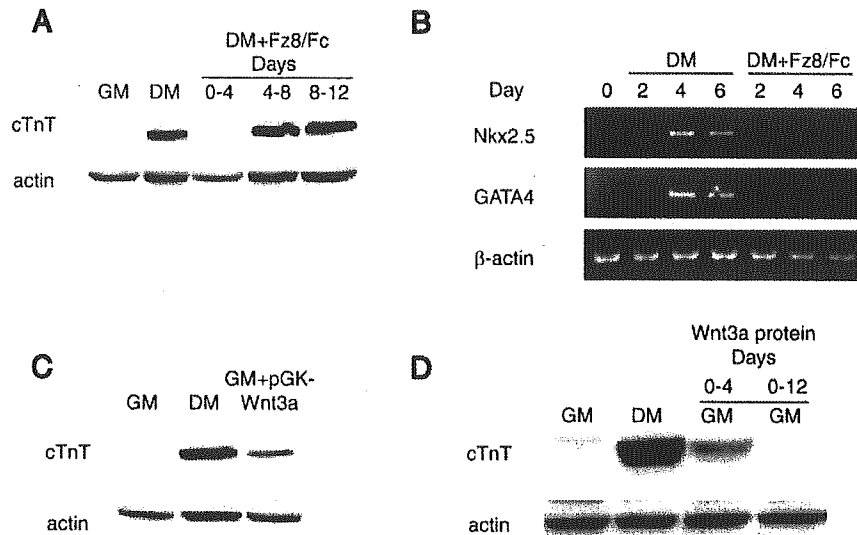 A
DM+Fz8/Fc
Days
GM DM 0-4 4-8 8-12
cTnT
actin
B
DM DM+Fz8/Fc
Day 0 2 4 6 2 4 6
Nkx2.5
GATA4
β-actin
C
GM+pGK-
GM DM Wnt3a
cTnT
actin
D
Wnt3a protein
Days
0-4 0-12
GM DM GM GM
cTnT
actin